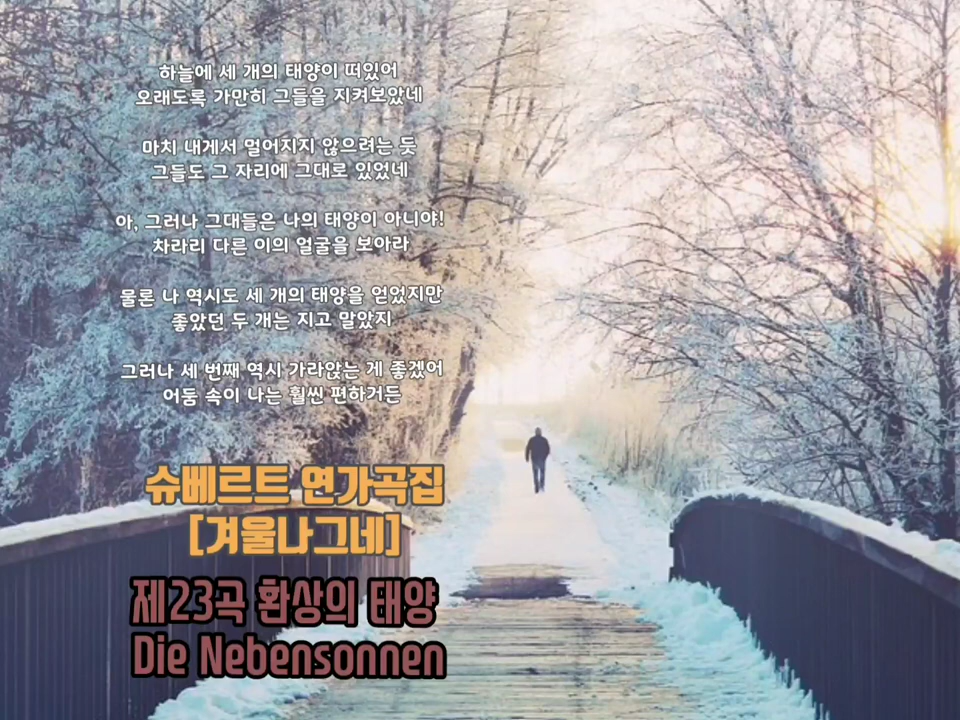 하늘에 세 개의 태양이 떠있어
오래도록 가만히 그들을 지켜보았네
마치 내게서 멀어지지 않으려는 듯
그들도 그 자리에 그대로 있었네
아, 그러나 그대들은 나의 태양이 아니야!
차라리 다른 이의 얼굴을 보아라
물론 나 역시도 세 개의 태양을 얻었지만
좋았던 두 개는 지고 말았지
그러나 세 번째 역시 가라앉는 게 좋겠어
어둠 속이 나는 훨씬 편하거든
슈베르트 연가곡집
[겨울나그네]
제23곡 환상의 태양
Die Nebensonnen